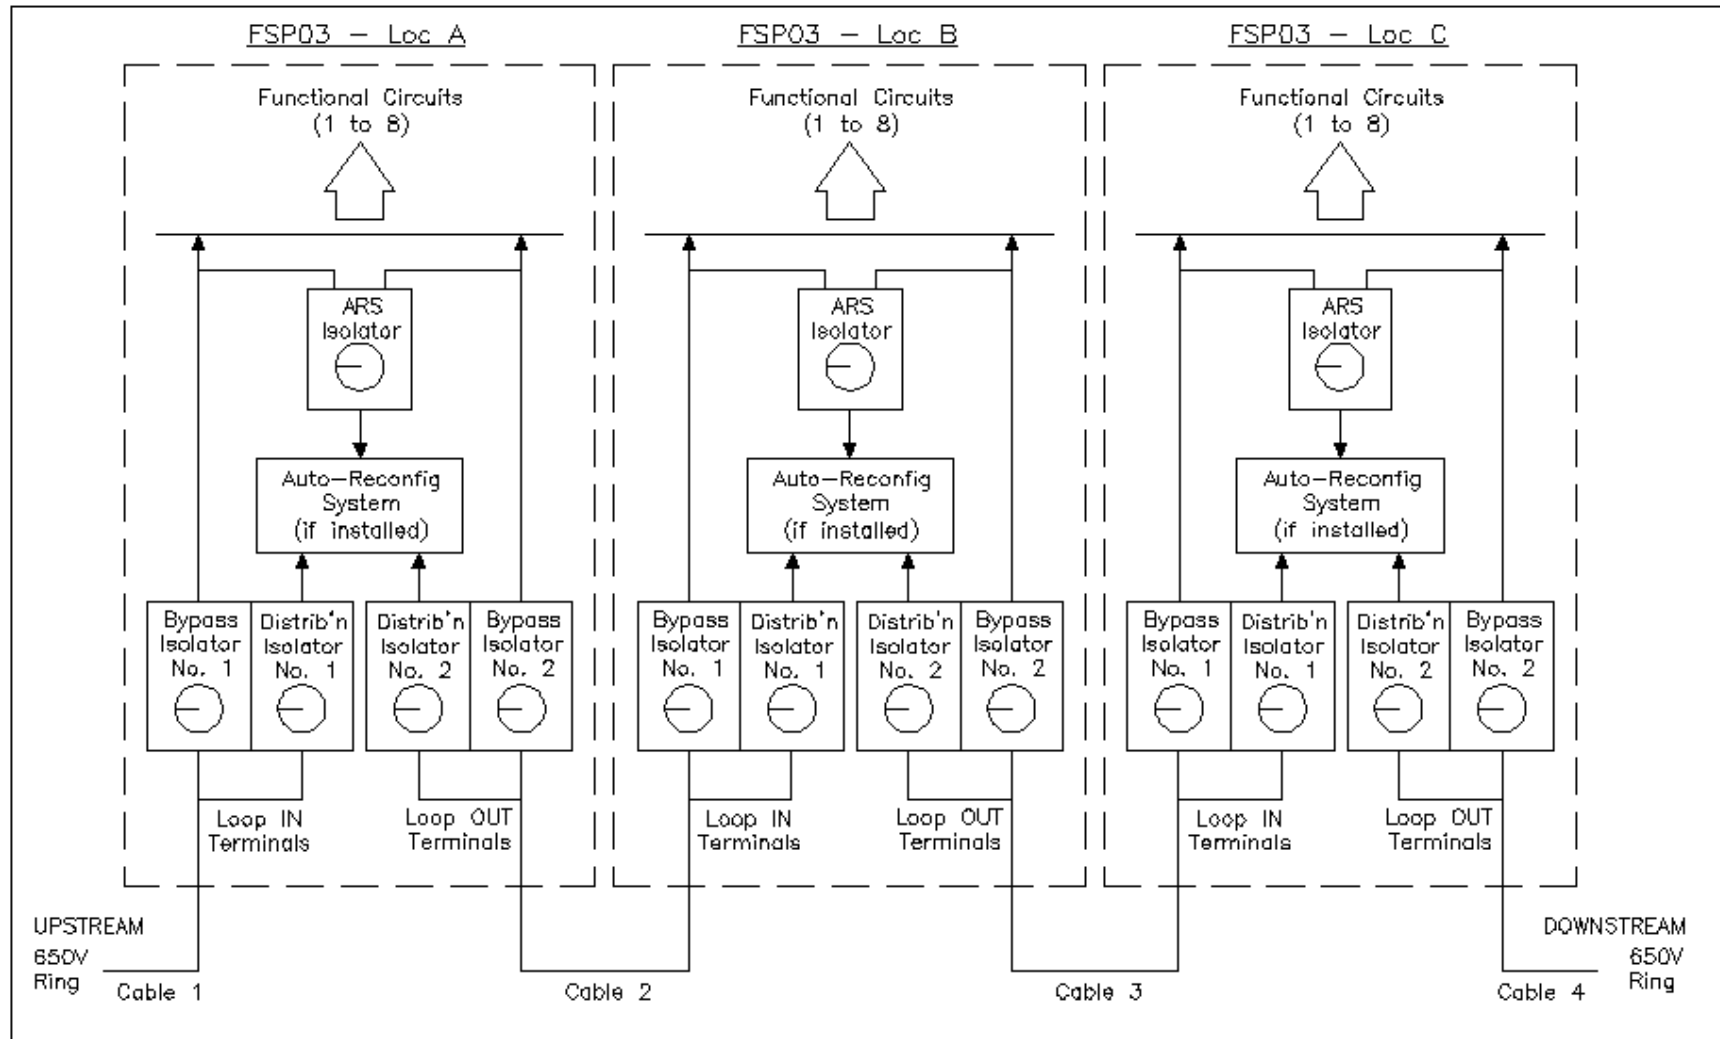 FSP03 – Loc A
FSP03 – Loc B
FSP03 – Loc C
Functional Circuits
(1 to 8)
Functional Circuits
(1 to 8)
Functional Circuits
(1 to 8)
ARS
Isolator
ARS
Isolator
ARS
Isolator
Auto–Reconfig
System
(if installed)
Auto–Reconfig
System
(if installed)
Auto–Reconfig
System
(if installed)
Bypass
Isolator
No. 1
Distrib'n
Isolator
No. 1
Distrib'n
Isolator
No. 2
Bypass
Isolator
No. 2
Bypass
Isolator
No. 1
Distrib'n
Isolator
No. 1
Distrib'n
Isolator
No. 2
Bypass
Isolator
No. 2
Bypass
Isolator
No. 1
Distrib'n
Isolator
No. 1
Distrib'n
Isolator
No. 2
Bypass
Isolator
No. 2
Loop IN
Terminals
Loop OUT
Terminals
Loop IN
Terminals
Loop OUT
Terminals
Loop IN
Terminals
Loop OUT
Terminals
UPSTREAM
650V
Ring
Cable 1
Cable 2
Cable 3
Cable 4
DOWNSTREAM
650V
Ring